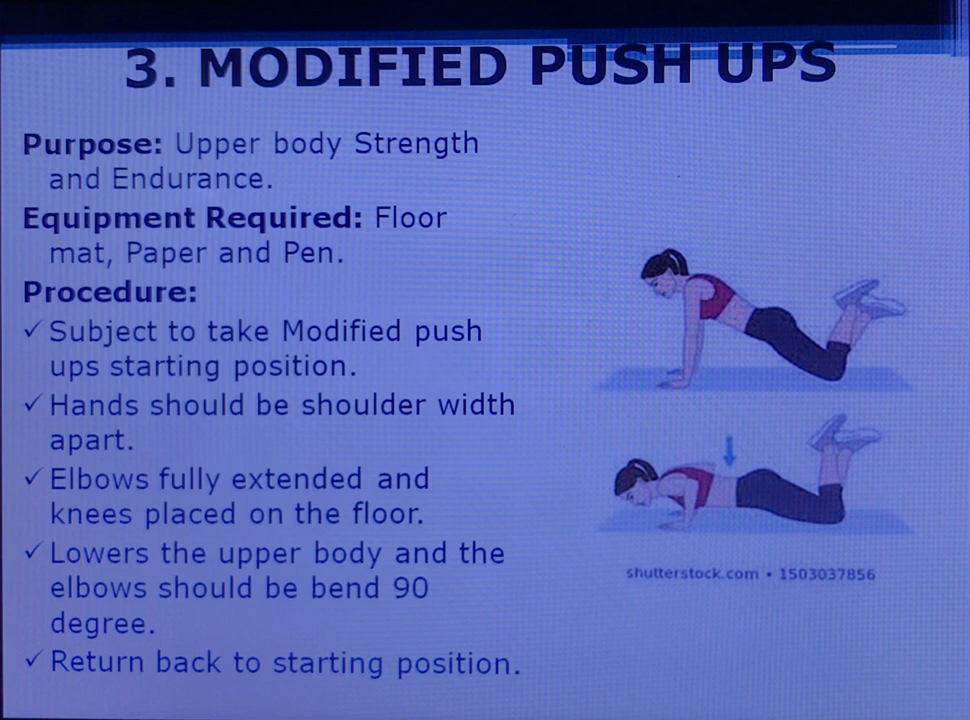 3. MODIFIED PUSH UPS
Purpose: Upper body Strength
and Endurance.
Equipment Required: Floor
mat, Paper and Pen.
Procedure:
✓ Subject to take Modified push
ups starting position.
✓ Hands should be shoulder width
apart.
✓ Elbows fully extended and
knees placed on the floor.
✓ Lowers the upper body and the
elbows should be bend 90
degree.
✓ Return back to starting position.
shutterstock.com • 1503037856